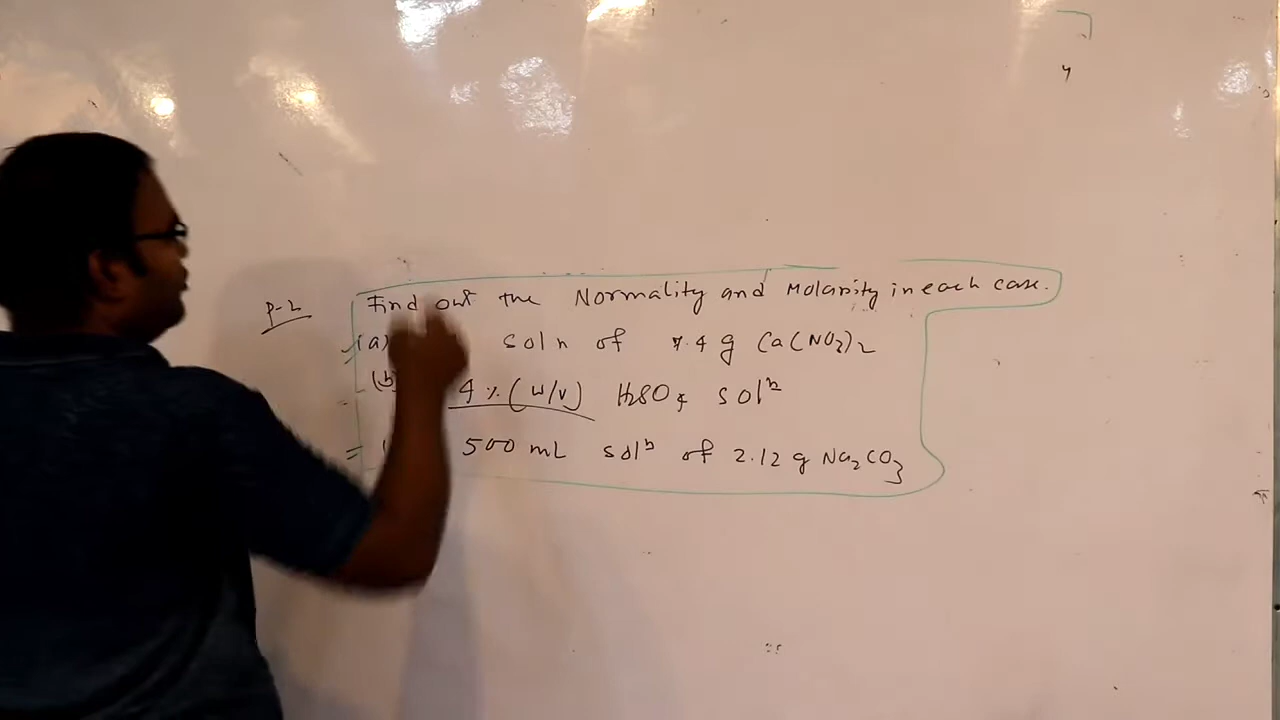 P-2
Find out the Normality and Molarity in each case.
(a) soln of 7.4 g Ca(NO3)2
(b) 4 % (w/v) H2SO4 solⁿ
500 mL solⁿ of 2.12 g Na2CO3